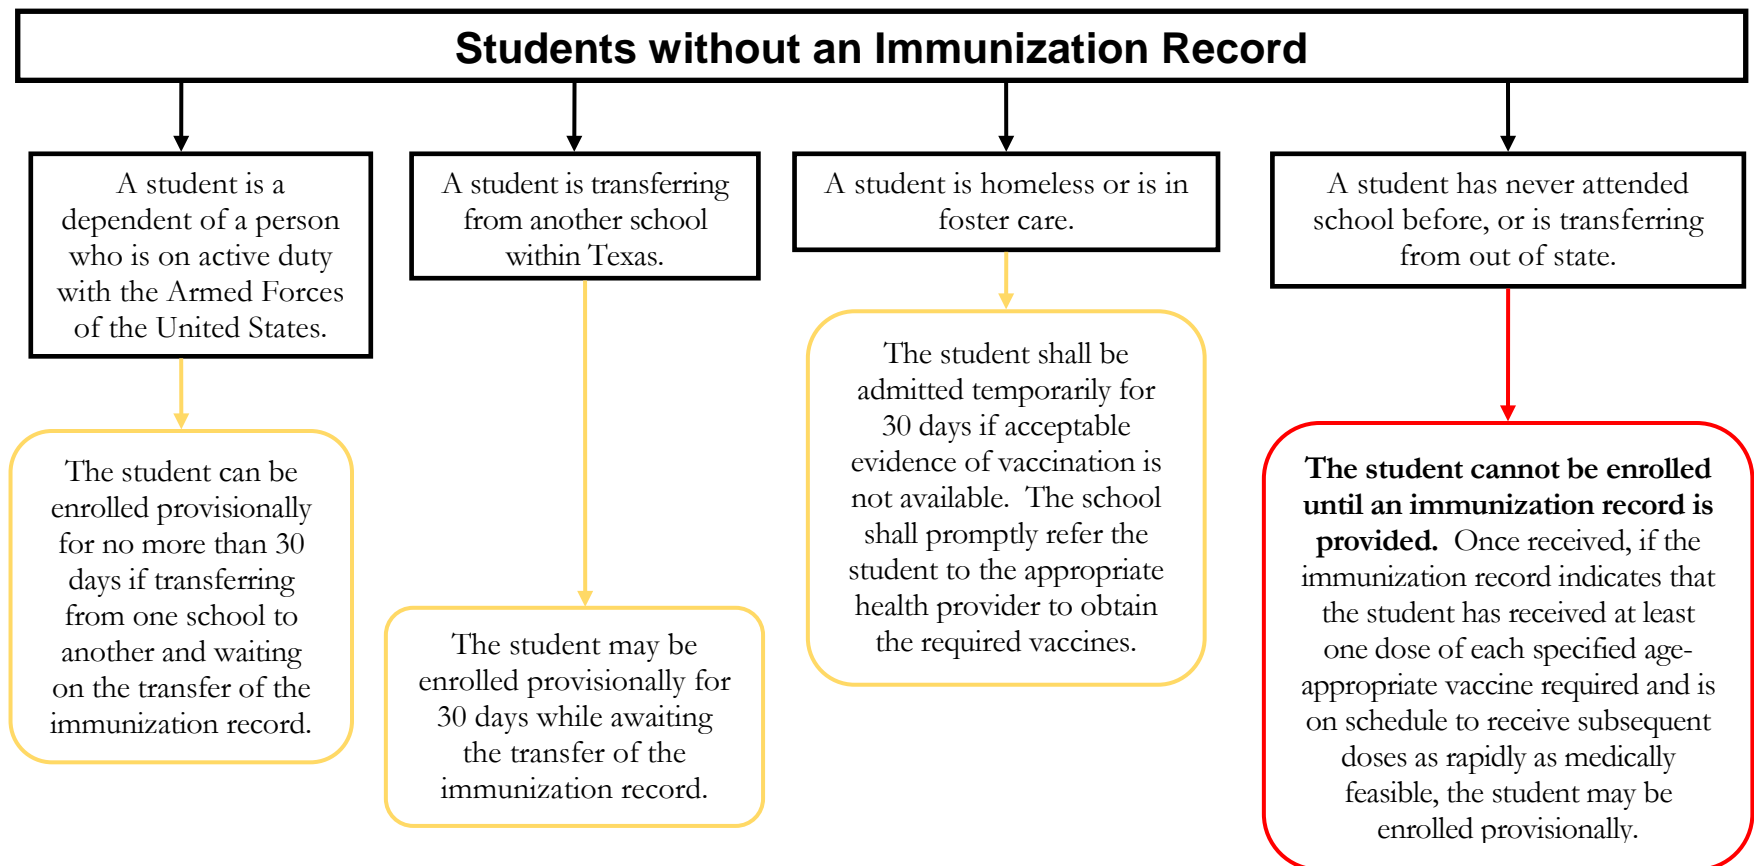 Students without an Immunization Record
A student is a
dependent of a person
who is on active duty
with the Armed Forces
of the United States.
The student can be
enrolled provisionally
for no more than 30
days if transferring
from one school to
another and waiting
on the transfer of the
immunization record.
A student is transferring
from another school
within Texas.
The student may be
enrolled provisionally for
30 days while awaiting
the transfer of the
immunization record.
A student is homeless or is in
foster care.
The student shall be
admitted temporarily for
30 days if acceptable
evidence of vaccination is
not available.  The school
shall promptly refer the
student to the appropriate
health provider to obtain
the required vaccines.
A student has never attended
school before, or is transferring
from out of state.
The student cannot be enrolled
until an immunization record is
provided.  Once received, if the
immunization record indicates that
the student has received at least
one dose of each specified age-
appropriate vaccine required and is
on schedule to receive subsequent
doses as rapidly as medically
feasible, the student may be
enrolled provisionally.